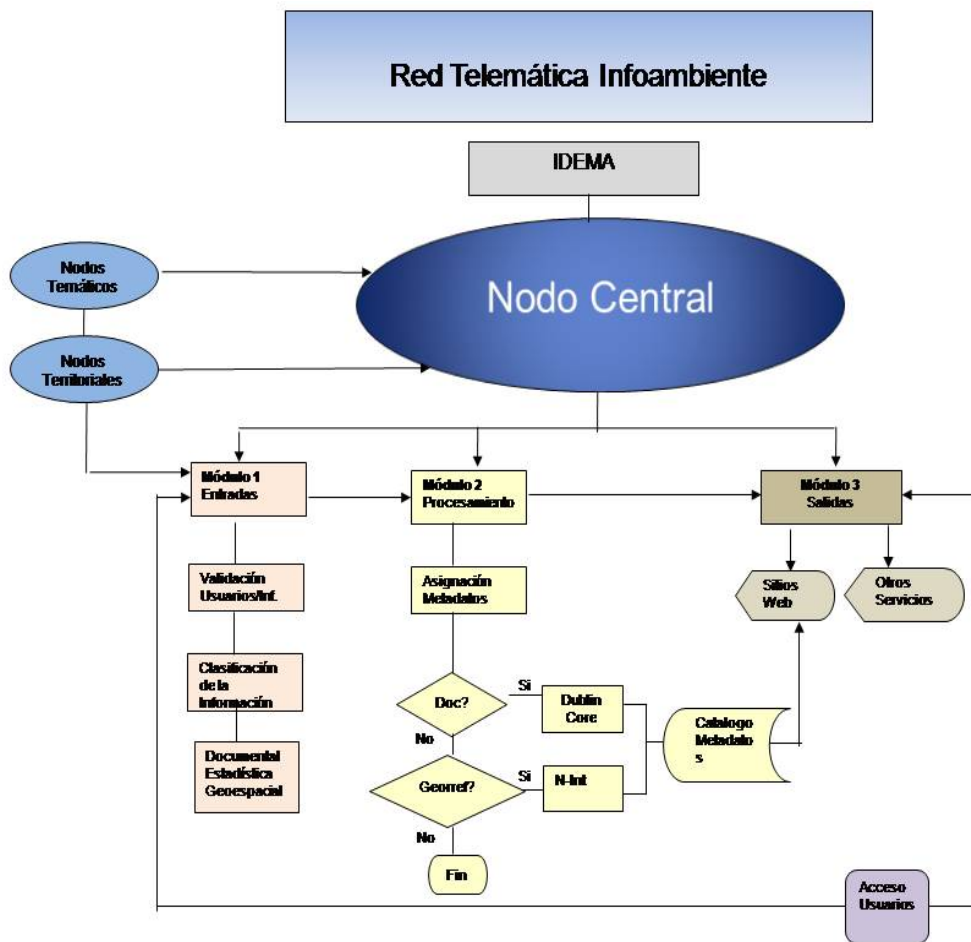 Red Telemática Infoambiente
IDEMA
Nodo Central
Nodos
Temáticos
Nodos
Territoriales
Módulo 1
Entradas
Módulo 2
Procesamiento
Módulo 3
Salidas
Validación
Usuarios/Inf.
Asignación
Metadatos
Sitios
Web
Otros
Servicios
Clasificación
de la
Información
Doc?
Si
Dublin
Core
Catalogo
Metadato
s
No
Documental
Estadística
Geoespacial
Georref?
Si
N-Int
No
Fin
Acceso
Usuarios